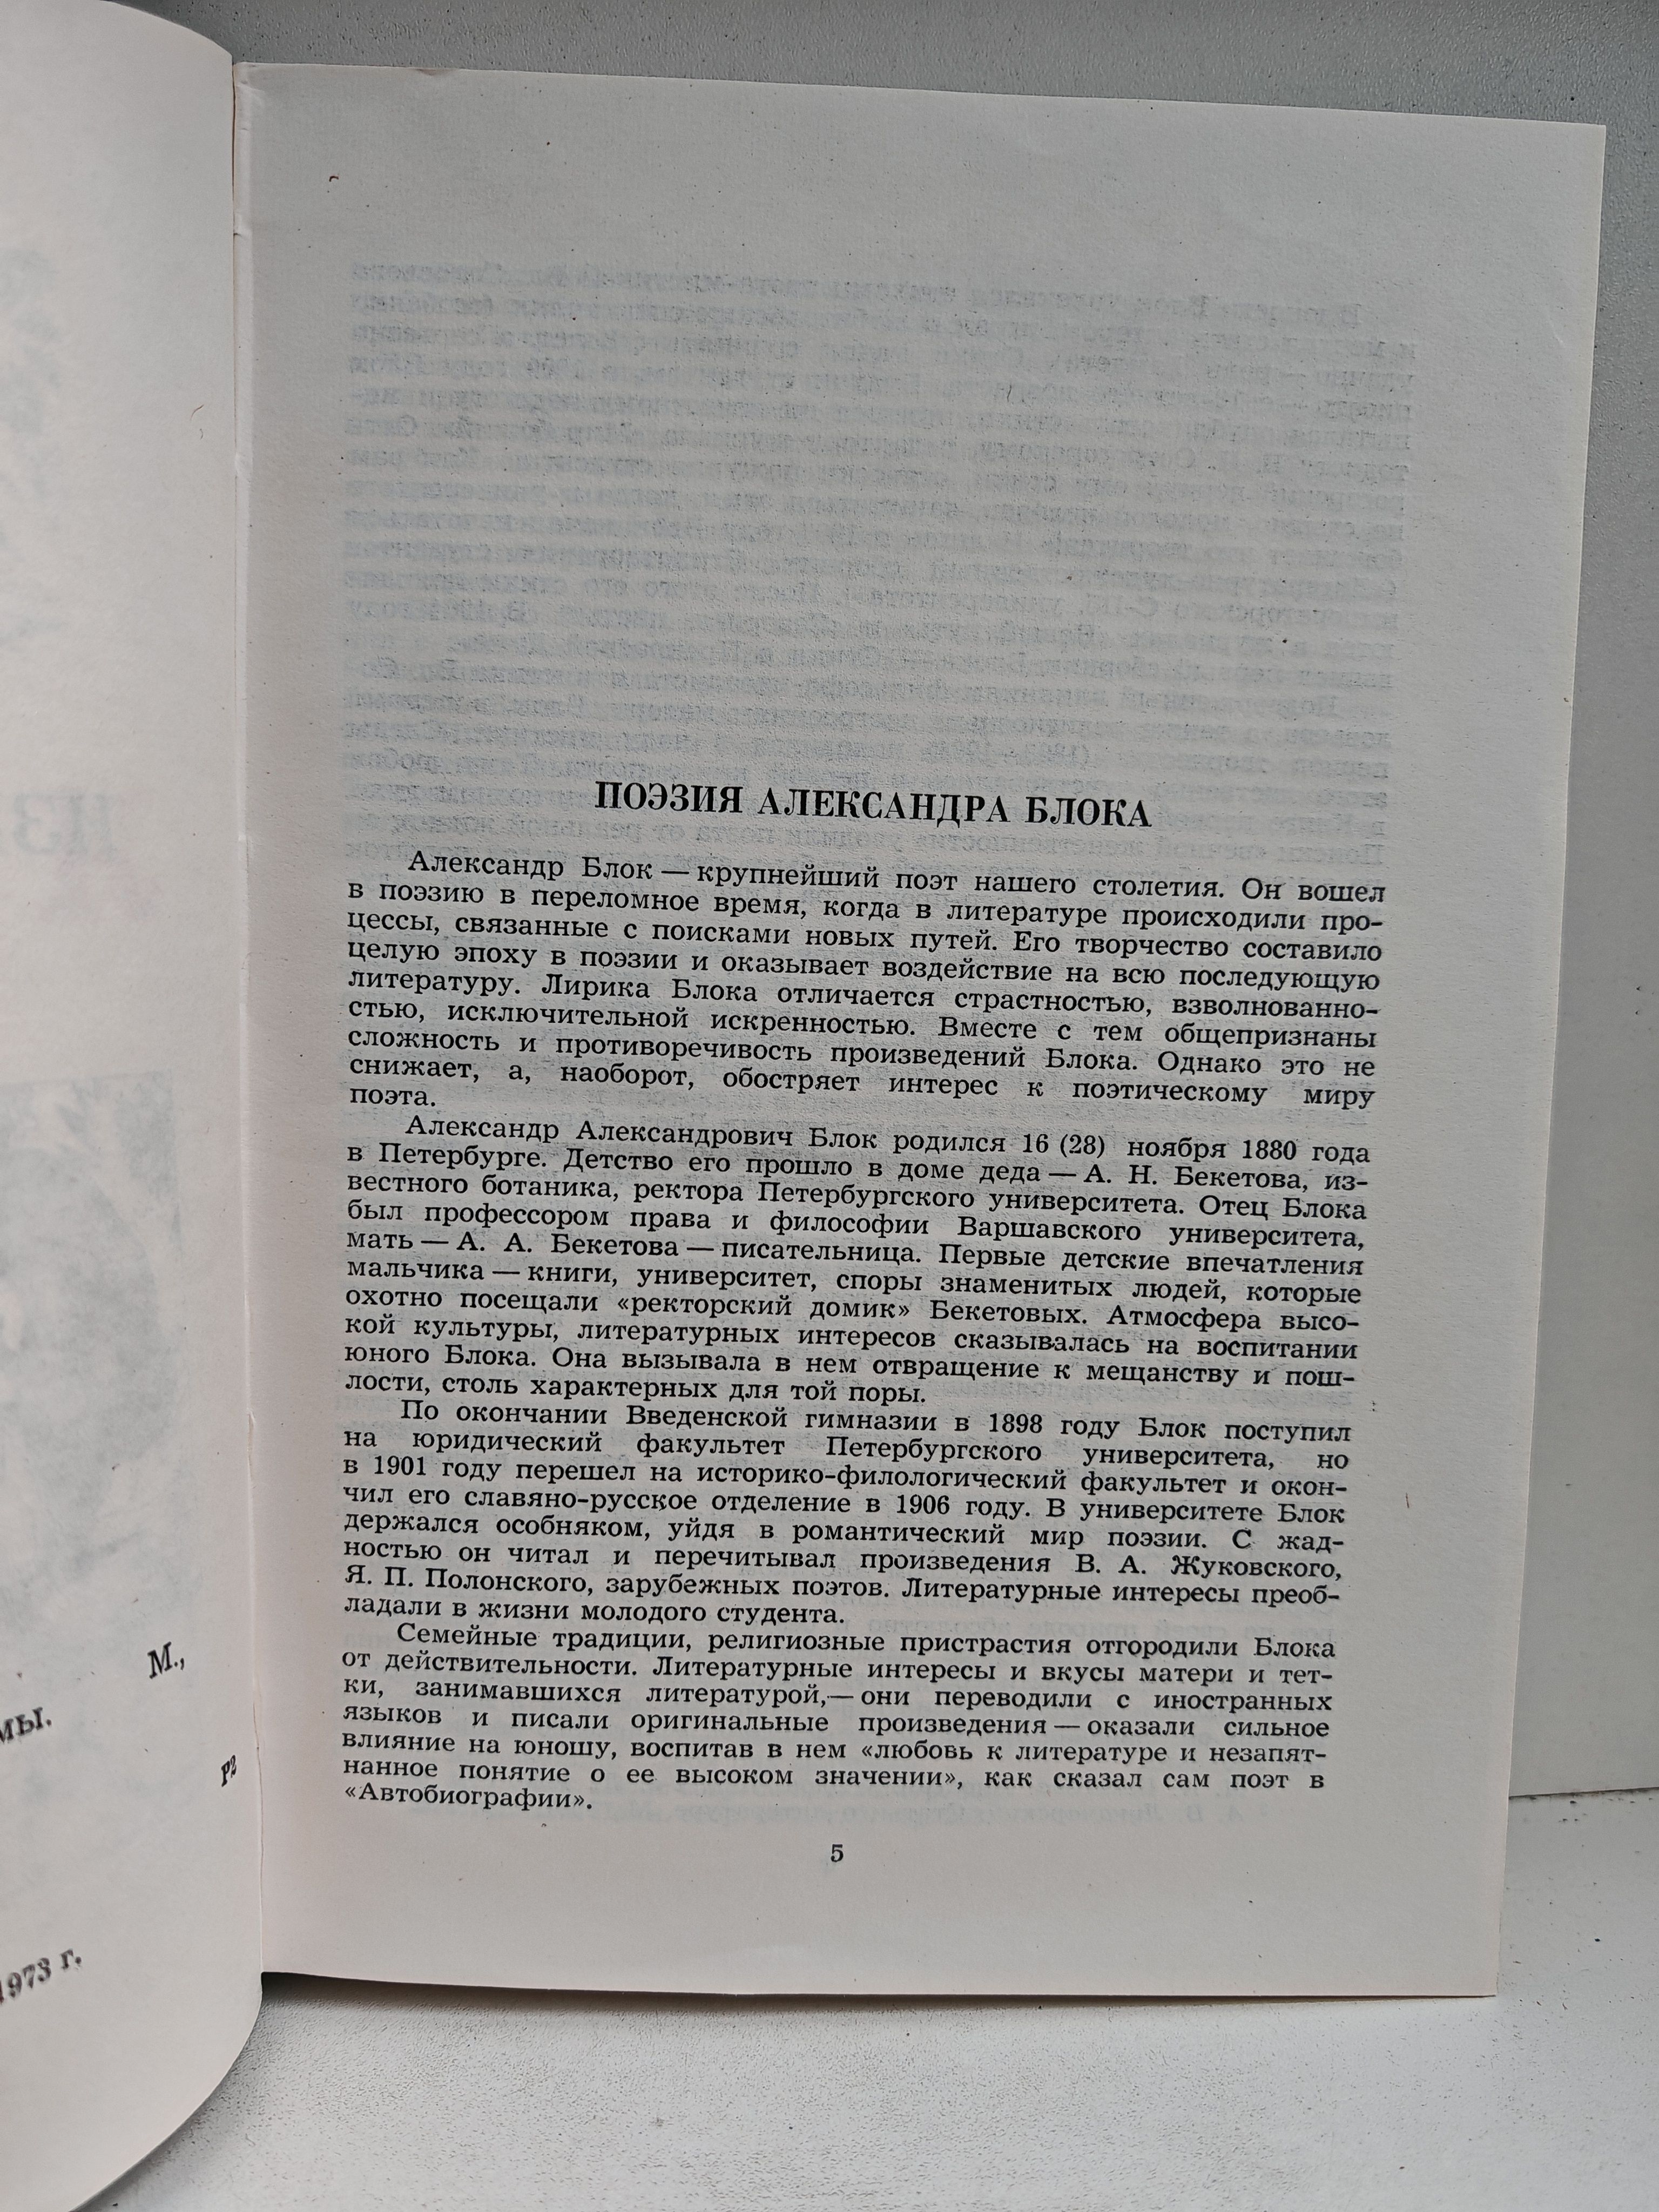 М.,
мы.
Р2
1973 г.
ПОЭЗИЯ АЛЕКСАНДРА БЛОКА
Александр Блок — крупнейший поэт нашего столетия. Он вошел
в поэзию в переломное время, когда в литературе происходили про-
цессы, связанные с поисками новых путей. Его творчество составило
целую эпоху в поэзии и оказывает воздействие на всю последующую
литературу. Лирика Блока отличается страстностью, взволнованно-
стью, исключительной искренностью. Вместе с тем общепризнаны
сложность и противоречивость произведений Блока. Однако это не
снижает, а, наоборот, обостряет интерес к поэтическому миру
поэта.
Александр Александрович Блок родился 16 (28) ноября 1880 года
в Петербурге. Детство его прошло в доме деда — А. Н. Бекетова, из-
вестного ботаника, ректора Петербургского университета. Отец Блока
был профессором права и философии Варшавского университета,
мать — А. А. Бекетова — писательница. Первые детские впечатления
мальчика — книги, университет, споры знаменитых людей, которые
охотно посещали «ректорский домик» Бекетовых. Атмосфера высо-
кой культуры, литературных интересов сказывалась на воспитании
юного Блока. Она вызывала в нем отвращение к мещанству и пош-
лости, столь характерных для той поры.
По окончании Введенской гимназии в 1898 году Блок поступил
на юридический факультет Петербургского университета, но
в 1901 году перешел на историко-филологический факультет и окон-
чил его славяно-русское отделение в 1906 году. В университете Блок
держался особняком, уйдя в романтический мир поэзии. С жад-
ностью он читал и перечитывал произведения В. А. Жуковского,
Я. П. Полонского, зарубежных поэтов. Литературные интересы преоб-
ладали в жизни молодого студента.
Семейные традиции, религиозные пристрастия отгородили Блока
от действительности. Литературные интересы и вкусы матери и тет-
ки, занимавшихся литературой,— они переводили с иностранных
языков и писали оригинальные произведения — оказали сильное
влияние на юношу, воспитав в нем «любовь к литературе и незапят-
нанное понятие о ее высоком значении», как сказал сам поэт в
«Автобиографии».
5